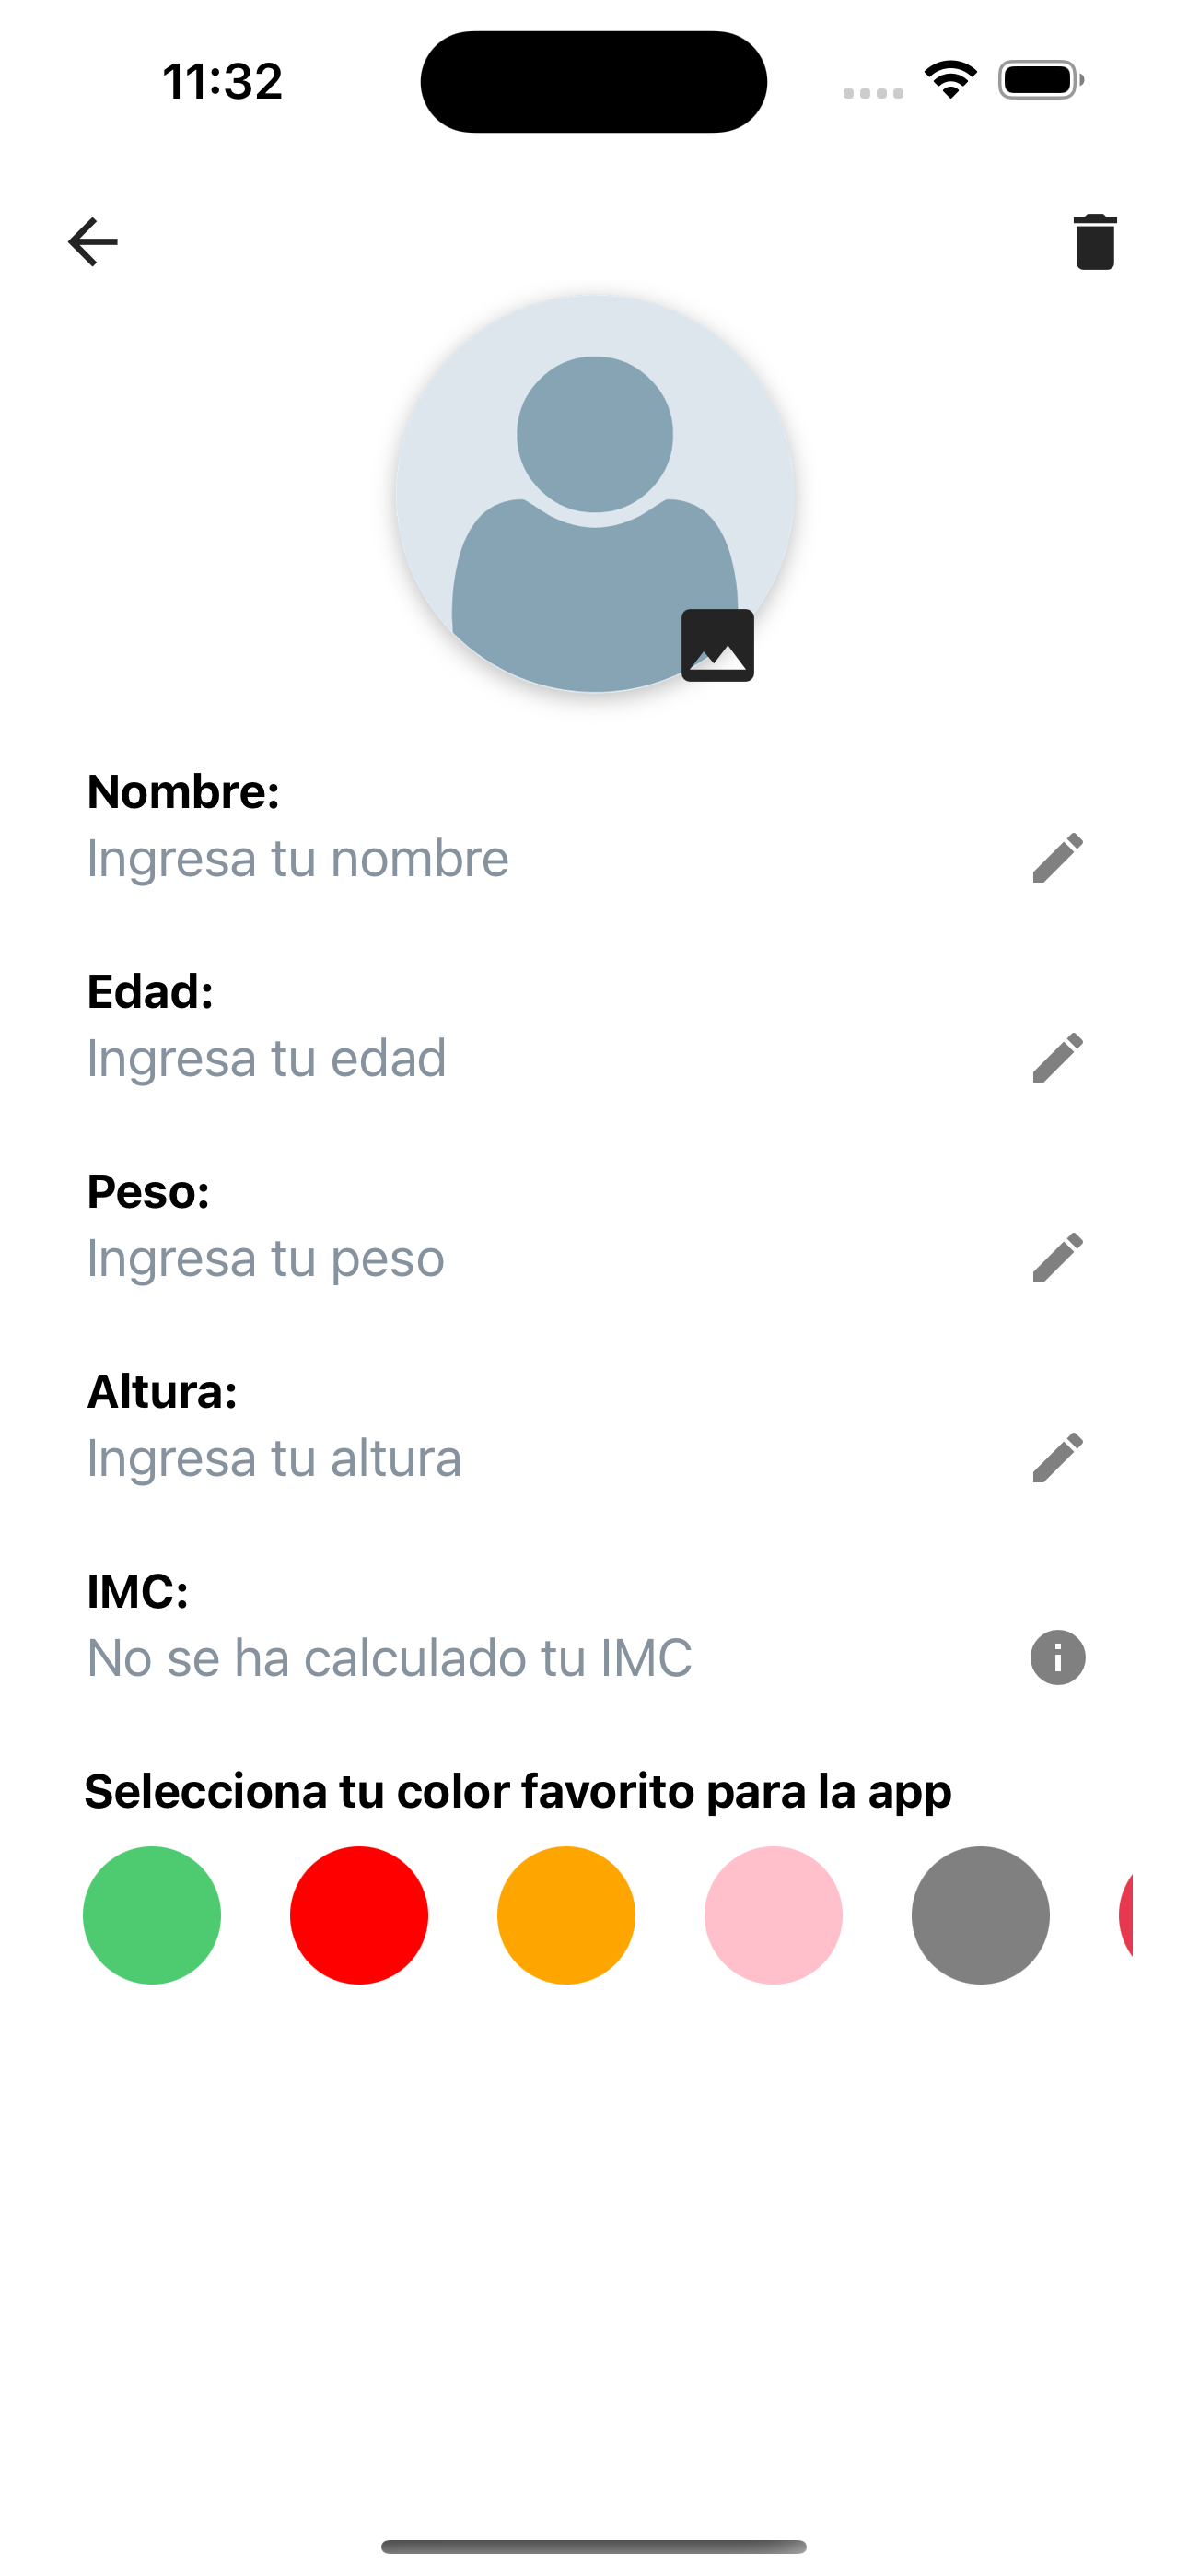 11:32
Nombre:
Ingresa tu nombre
Edad:
Ingresa tu edad
Peso:
Ingresa tu peso
Altura:
Ingresa tu altura
IMC:
No se ha calculado tu IMC
Selecciona tu color favorito para la app